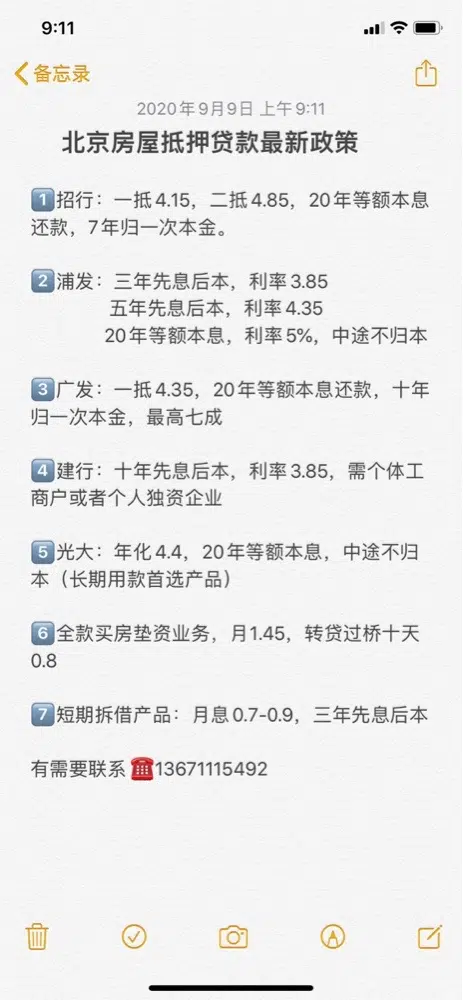 9:11
备忘录
2020年9月9日 上午9:11
北京房屋抵押贷款最新政策
1️⃣招行：一抵4.15，二抵4.85，20年等额本息
还款，7年归一次本金。
2️⃣浦发：三年先息后本，利率3.85
五年先息后本，利率4.35
20年等额本息，利率5%，中途不归本
3️⃣广发：一抵4.35，20年等额本息还款，十年
归一次本金，最高七成
4️⃣建行：十年先息后本，利率3.85，需个体工
商户或者个人独资企业
5️⃣光大：年化4.4，20年等额本息，中途不归
本（长期用款首选产品）
6️⃣全款买房垫资业务，月1.45，转贷过桥十天
0.8
7️⃣短期拆借产品：月息0.7-0.9，三年先息后本
有需要联系☎️13671115492